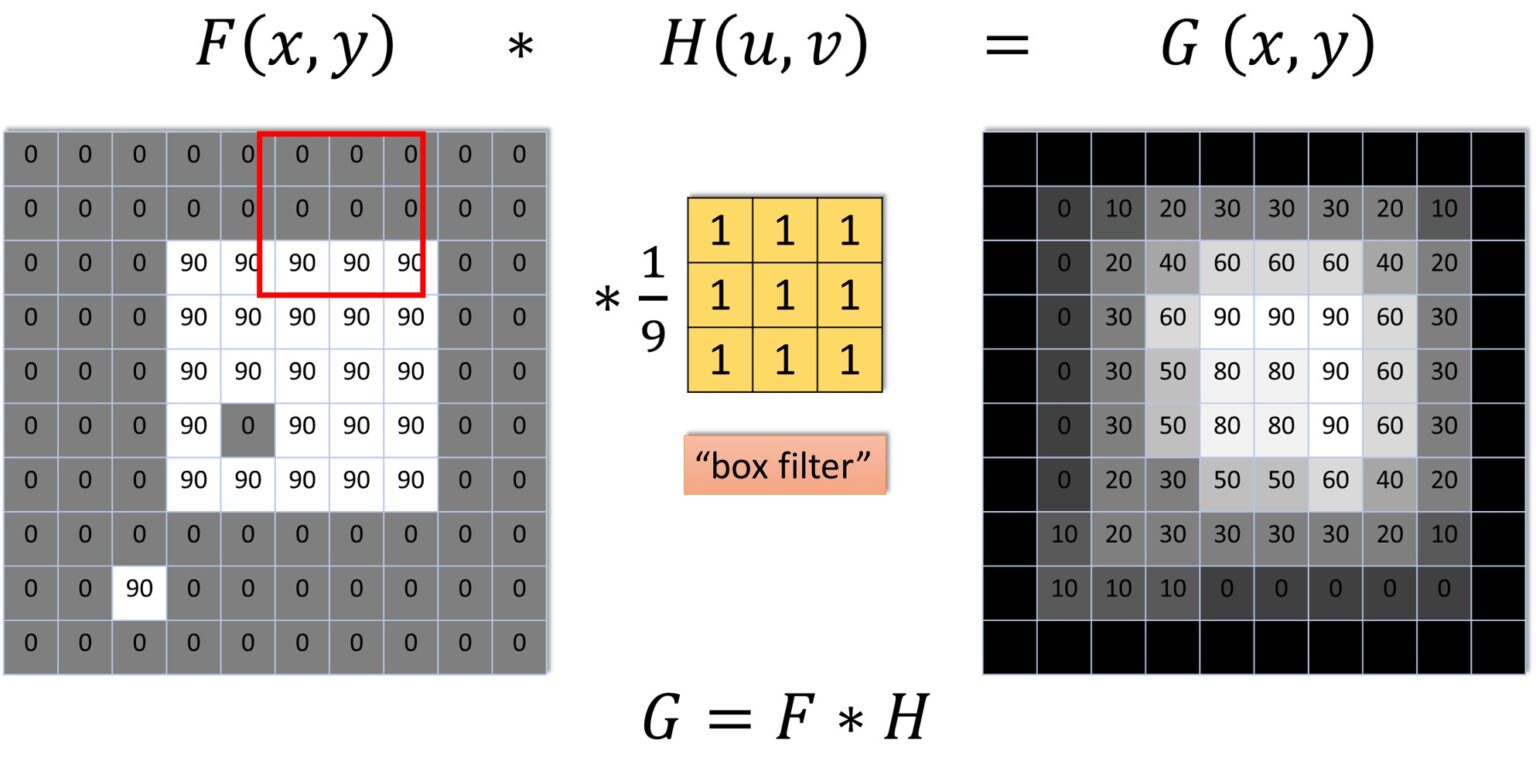 F(x, y) * H(u, v) = G (x, y)
0 0 0 0 0 0 0 0 0 0
0 0 0 0 0 0 0 0 0 0
0 0 0 90 90 90 90 90 0 0
0 0 0 90 90 90 90 90 0 0
0 0 0 90 90 90 90 90 0 0
0 0 0 90 0 90 90 90 0 0
0 0 0 90 90 90 90 90 0 0
0 0 0 0 0 0 0 0 0 0
0 0 90 0 0 0 0 0 0 0
0 0 0 0 0 0 0 0 0 0
* 1/9
1 1 1
1 1 1
1 1 1
“box filter”
0 10 20 30 30 30 20 10
0 20 40 60 60 60 40 20
0 30 60 90 90 90 60 30
0 30 50 80 80 90 60 30
0 30 50 80 80 90 60 30
0 20 30 50 50 60 40 20
10 20 30 30 30 30 20 10
10 10 10 0 0 0 0 0
G = F * H